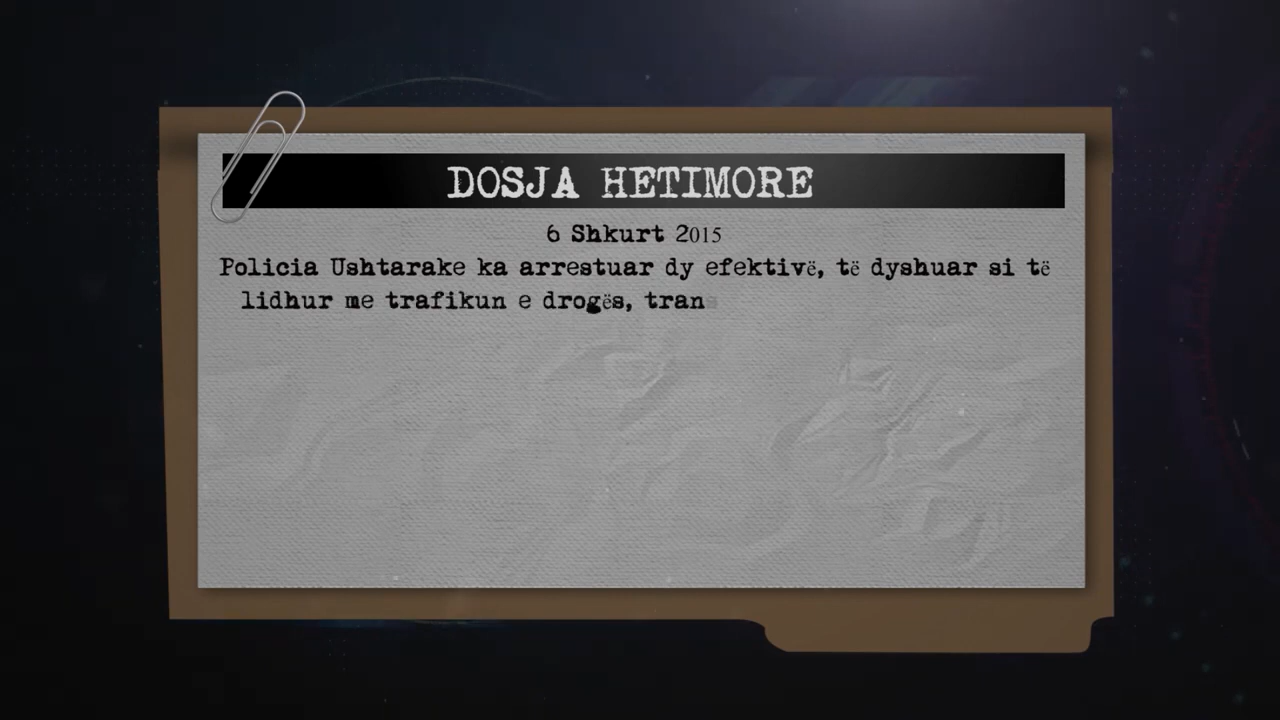 DOSJA HETIMORE
6 Shkurt 2015
Policia Ushtarake ka arrestuar dy efektivë, të dyshuar si të
lidhur me trafikun e drogës, tran